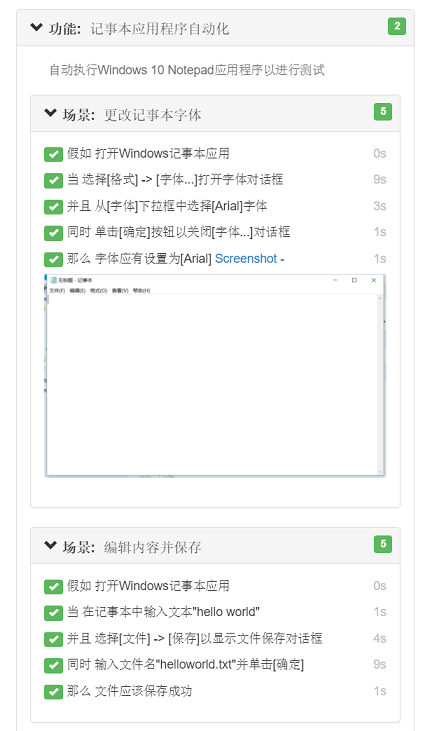 功能: 记事本应用程序自动化 2
自动执行Windows 10 Notepad应用程序以进行测试
场景: 更改记事本字体 5
假如 打开Windows记事本应用 0s
当 选择[格式] -> [字体...]打开字体对话框 9s
并且 从[字体]下拉框中选择[Arial]字体 3s
同时 单击[确定]按钮以关闭[字体...]对话框 1s
那么 字体应有设置为[Arial] Screenshot - 1s
无标题 - 记事本
文件(F) 编辑(E) 格式(O) 查看(V) 帮助(H)
场景: 编辑内容并保存 5
假如 打开Windows记事本应用 0s
当 在记事本中输入文本"hello world" 1s
并且 选择[文件] -> [保存]以显示文件保存对话框 4s
同时 输入文件名"helloworld.txt"并单击[确定] 9s
那么 文件应该保存成功 1s